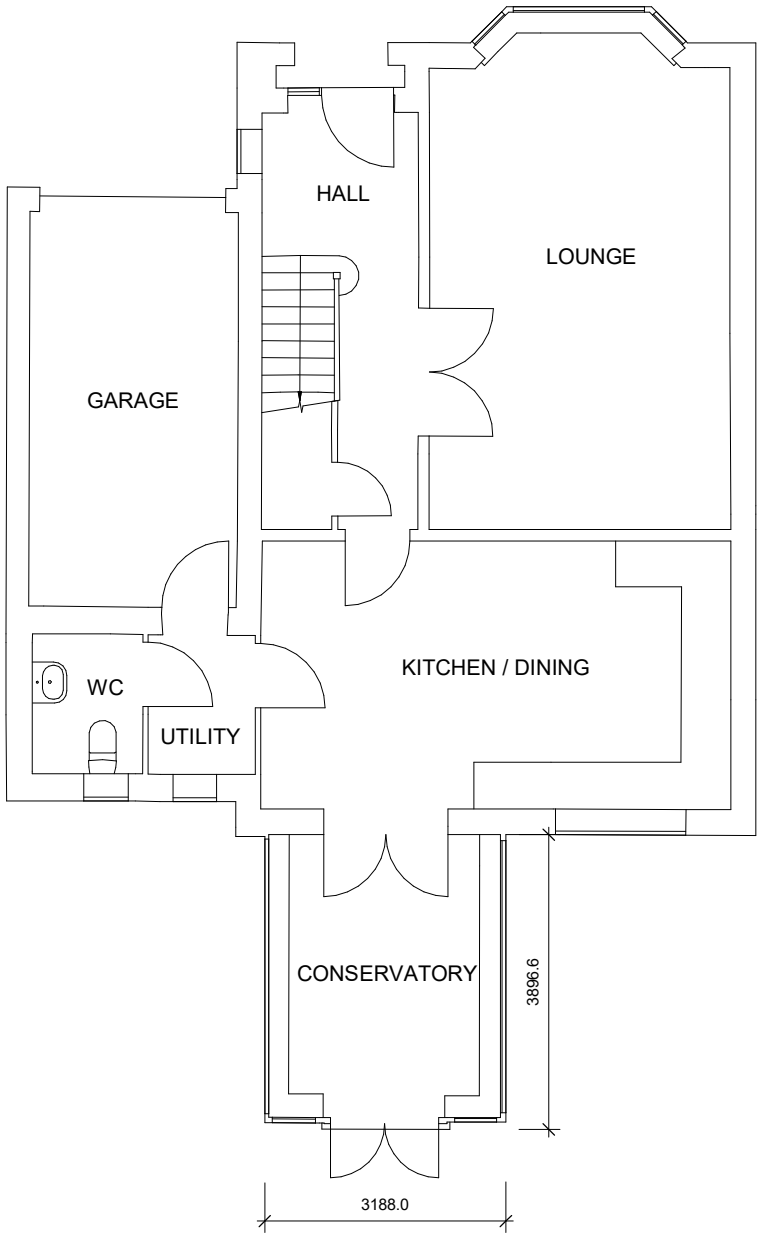 HALL
LOUNGE
GARAGE
KITCHEN / DINING
WC
UTILITY
CONSERVATORY
3896.6
3188.0